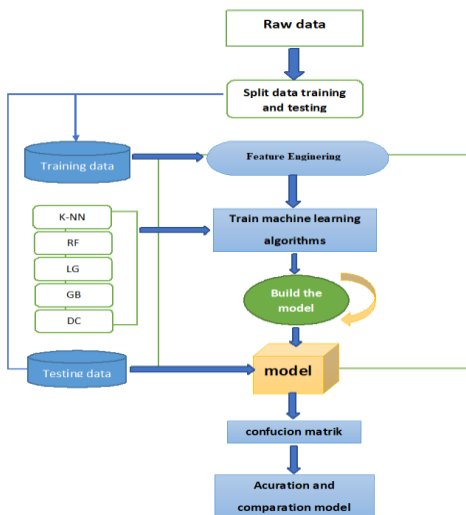 Raw data
Split data training
and testing
Training data
Feature Engineering
K-NN
RF
LG
GB
DC
Train machine learning
algorithms
Build the
model
Testing data
model
confucion matrik
Acuration and
comparation model